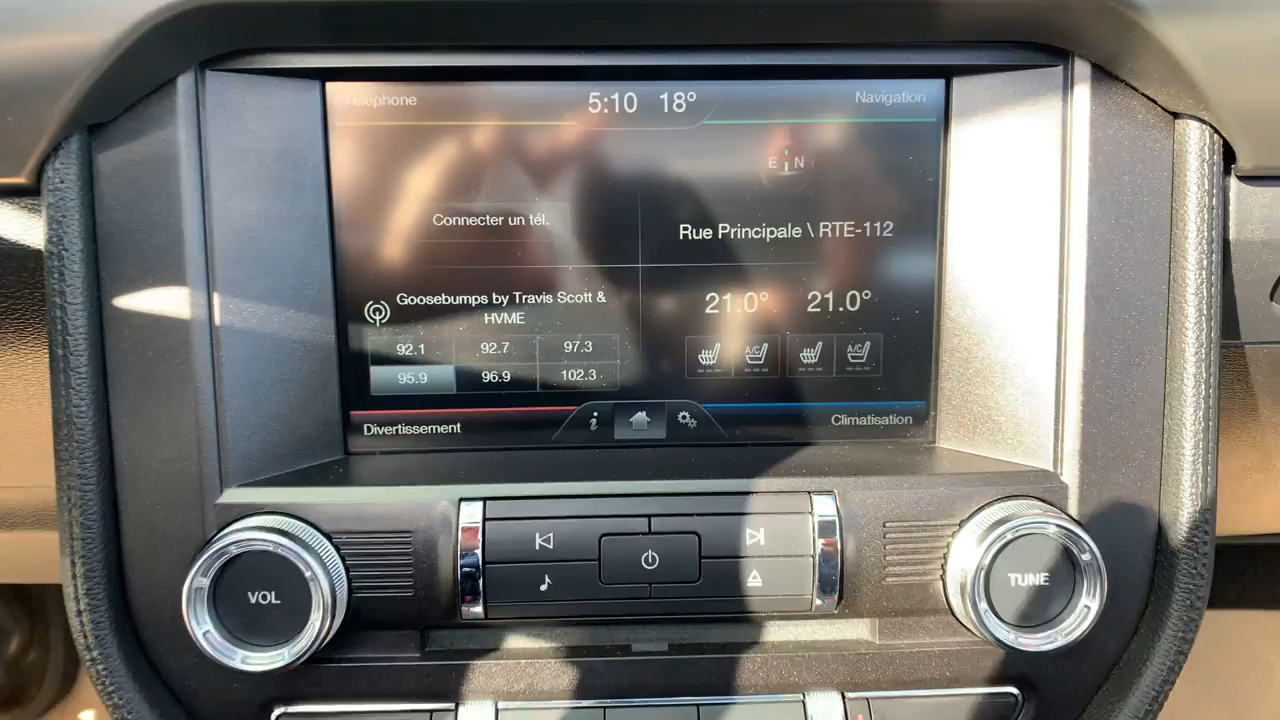 Téléphone
5:10 18°
Navigation
E N
Connecter un tél.
Rue Principale \ RTE-112
Goosebumps by Travis Scott &
HVME
21.0° 21.0°
92.1 92.7 97.3
95.9 96.9 102.3
A/C A/C
Divertissement
i
Climatisation
VOL
TUNE